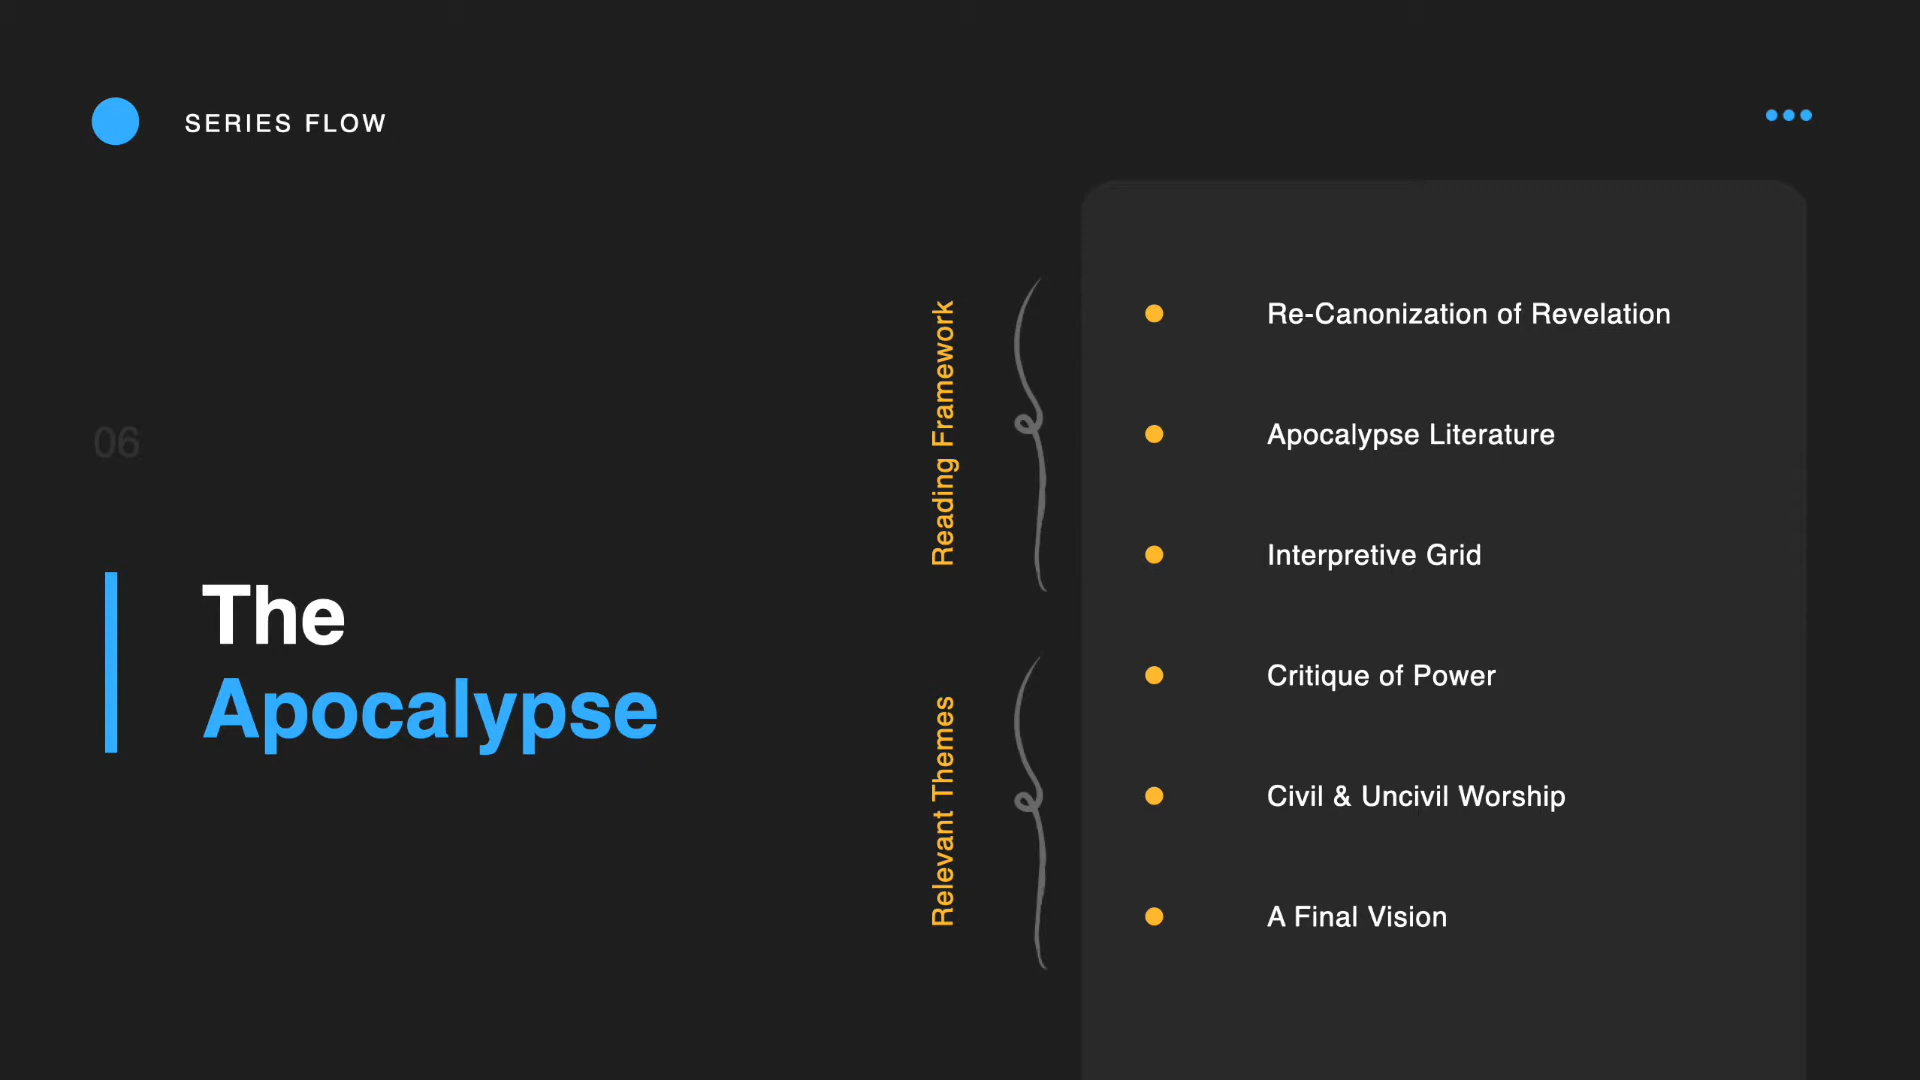 SERIES FLOW
06
The
Apocalypse
Reading Framework
Re-Canonization of Revelation
Apocalypse Literature
Interpretive Grid
Relevant Themes
Critique of Power
Civil & Uncivil Worship
A Final Vision